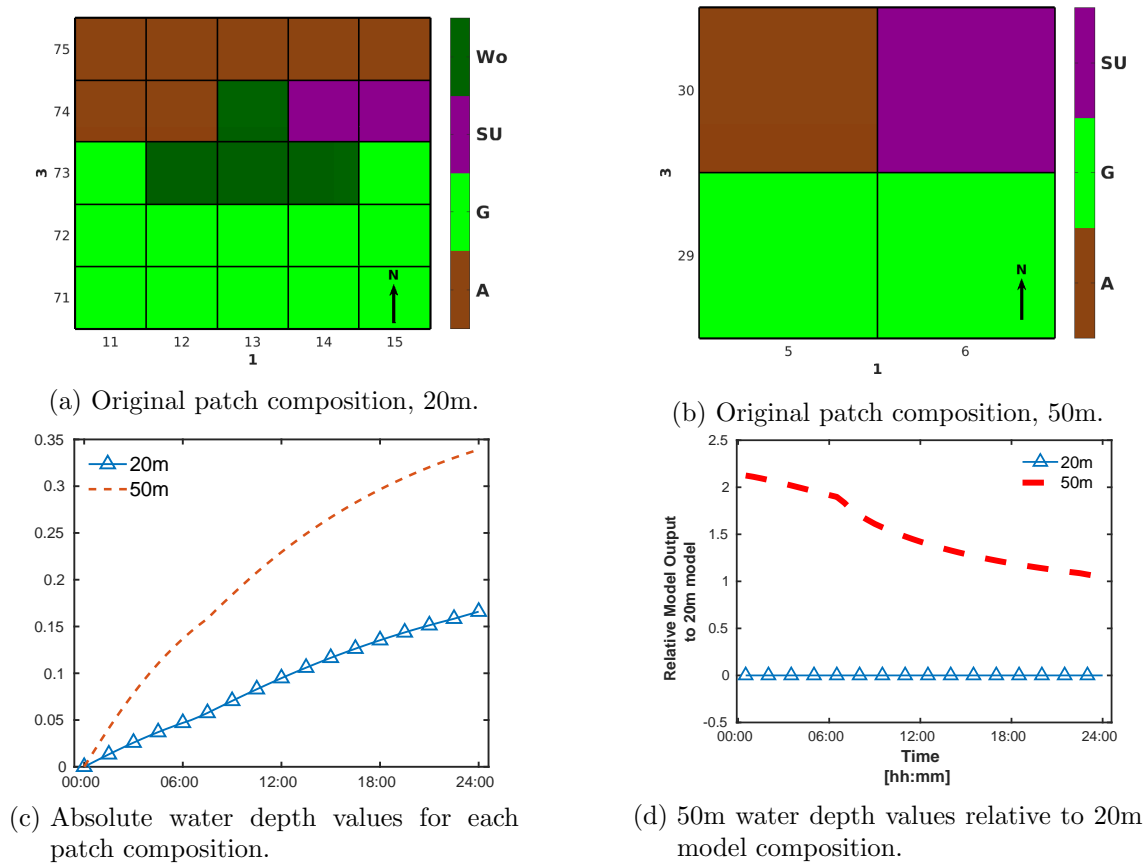 75
74
73
72
71
3
11 12 13 14 15
1
N
Wo
SU
G
A
(a) Original patch composition, 20m.
30
29
3
5 6
1
N
SU
G
A
(b) Original patch composition, 50m.
0.35
0.3
0.25
0.2
0.15
0.1
0.05
0
20m
50m
00:00 06:00 12:00 18:00 24:00
(c) Absolute water depth values for each
patch composition.
2.5
2
1.5
1
0.5
0
-0.5
Relative Model Output
to 20m model
20m
50m
00:00 06:00 12:00 18:00 24:00
Time
[hh:mm]
(d) 50m water depth values relative to 20m
model composition.